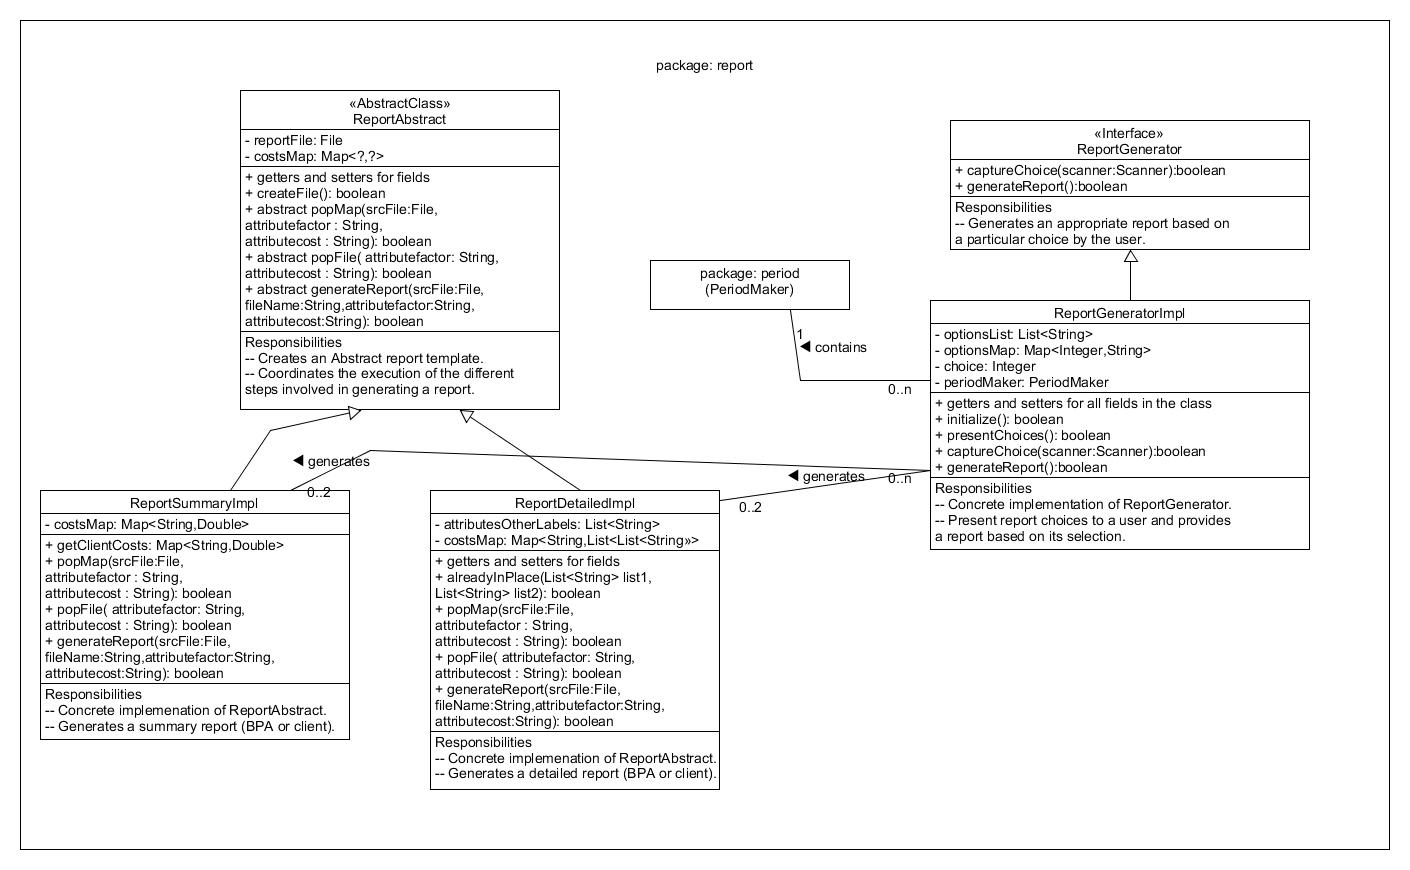 package: report
«AbstractClass»
ReportAbstract
- reportFile: File
- costsMap: Map<?,?>
+ getters and setters for fields
+ createFile(): boolean
+ abstract popMap(srcFile:File,
attributefactor : String,
attributecost : String): boolean
+ abstract popFile( attributefactor: String,
attributecost : String): boolean
+ abstract generateReport(srcFile:File,
fileName:String,attributefactor:String,
attributecost:String): boolean
Responsibilities
-- Creates an Abstract report template.
-- Coordinates the execution of the different
steps involved in generating a report.
«Interface»
ReportGenerator
+ captureChoice(scanner:Scanner):boolean
+ generateReport():boolean
Responsibilities
-- Generates an appropriate report based on
a particular choice by the user.
package: period
(PeriodMaker)
1
◀ contains
0..n
ReportGeneratorImpl
- optionsList: List<String>
- optionsMap: Map<Integer,String>
- choice: Integer
- periodMaker: PeriodMaker
+ getters and setters for all fields in the class
+ initialize(): boolean
+ presentChoices(): boolean
+ captureChoice(scanner:Scanner):boolean
+ generateReport():boolean
Responsibilities
-- Concrete implementation of ReportGenerator.
-- Present report choices to a user and provides
a report based on its selection.
◀ generates
0..2
◀ generates
0..n
0..2
ReportSummaryImpl
- costsMap: Map<String,Double>
+ getClientCosts: Map<String,Double>
+ popMap(srcFile:File,
attributefactor : String,
attributecost : String): boolean
+ popFile( attributefactor: String,
attributecost : String): boolean
+ generateReport(srcFile:File,
fileName:String,attributefactor:String,
attributecost:String): boolean
Responsibilities
-- Concrete implemenation of ReportAbstract.
-- Generates a summary report (BPA or client).
ReportDetailedImpl
- attributesOtherLabels: List<String>
- costsMap: Map<String,List<List<String»>
+ getters and setters for fields
+ alreadyInPlace(List<String> list1,
List<String> list2): boolean
+ popMap(srcFile:File,
attributefactor : String,
attributecost : String): boolean
+ popFile( attributefactor: String,
attributecost : String): boolean
+ generateReport(srcFile:File,
fileName:String,attributefactor:String,
attributecost:String): boolean
Responsibilities
-- Concrete implemenation of ReportAbstract.
-- Generates a detailed report (BPA or client).